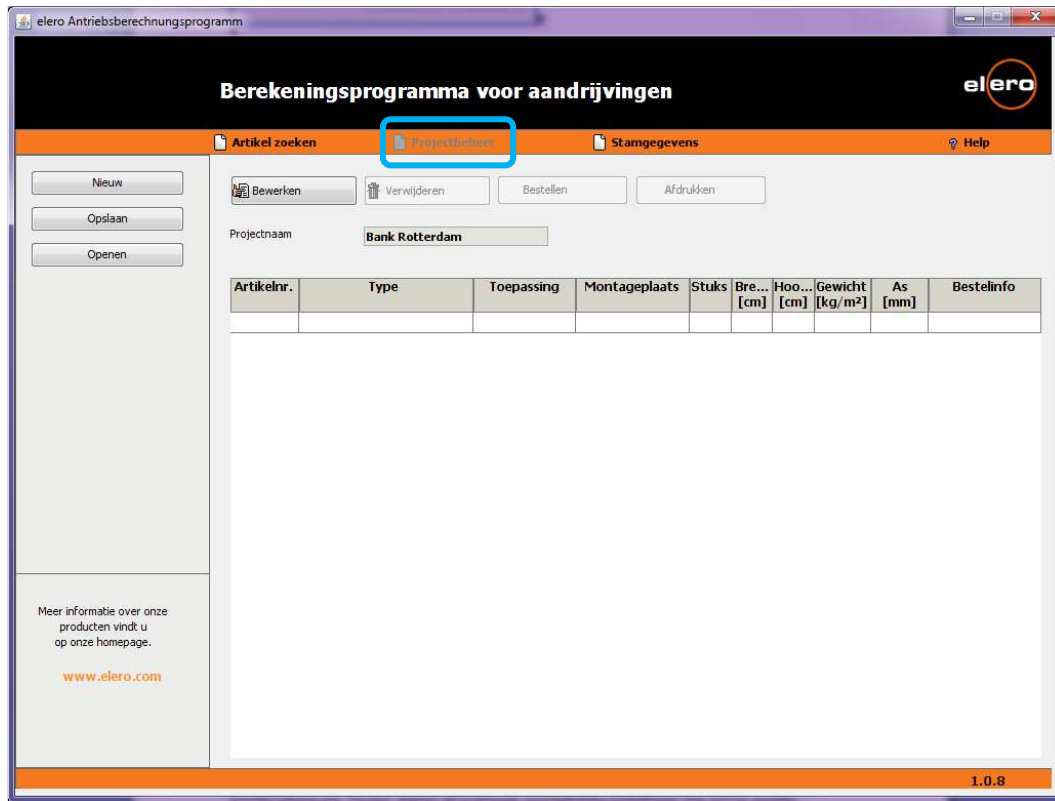 elero Antriebsberechnungsprogramm
Berekeningsprogramma voor aandrijvingen
elero
Artikel zoeken
Projectbeheer
Stamgegevens
Help
Nieuw
Opslaan
Openen
Bewerken
Verwijderen
Bestellen
Afdrukken
Projectnaam
Bank Rotterdam
Artikelnr. Type Toepassing Montageplaats Stuks Bre... Hoo... Gewicht As Bestelinfo
[cm] [cm] [kg/m²] [mm]
Meer informatie over onze
producten vindt u
op onze homepage.
www.elero.com
1.0.8